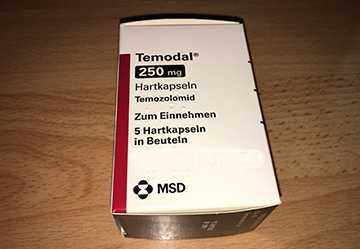 Temodal®
250 mg
Hartkapseln
Temozolomid
Zum Einnehmen
5 Hartkapseln
in Beuteln
MSD